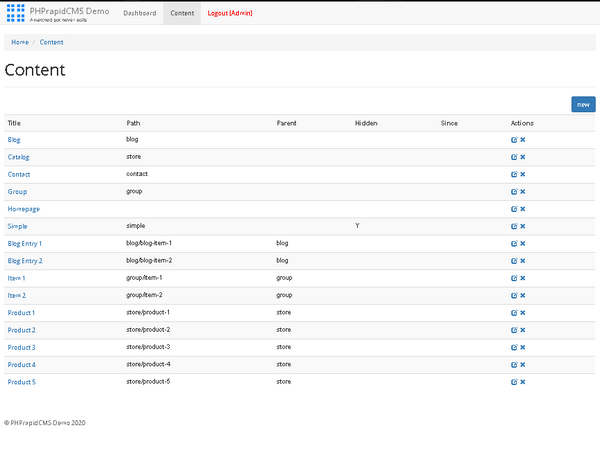 PHPrapidCMS Demo
A watched pot never boils
Dashboard Content Logout [Admin]
Home / Content
Content
new
Title Path Parent Hidden Since Actions
Blog blog
Catalog store
Contact contact
Group group
Homepage
Simple simple Y
Blog Entry 1 blog/blog-item-1 blog
Blog Entry 2 blog/blog-item-2 blog
Item 1 group/item-1 group
Item 2 group/item-2 group
Product 1 store/product-1 store
Product 2 store/product-2 store
Product 3 store/product-3 store
Product 4 store/product-4 store
Product 5 store/product-5 store
© PHPrapidCMS Demo 2020